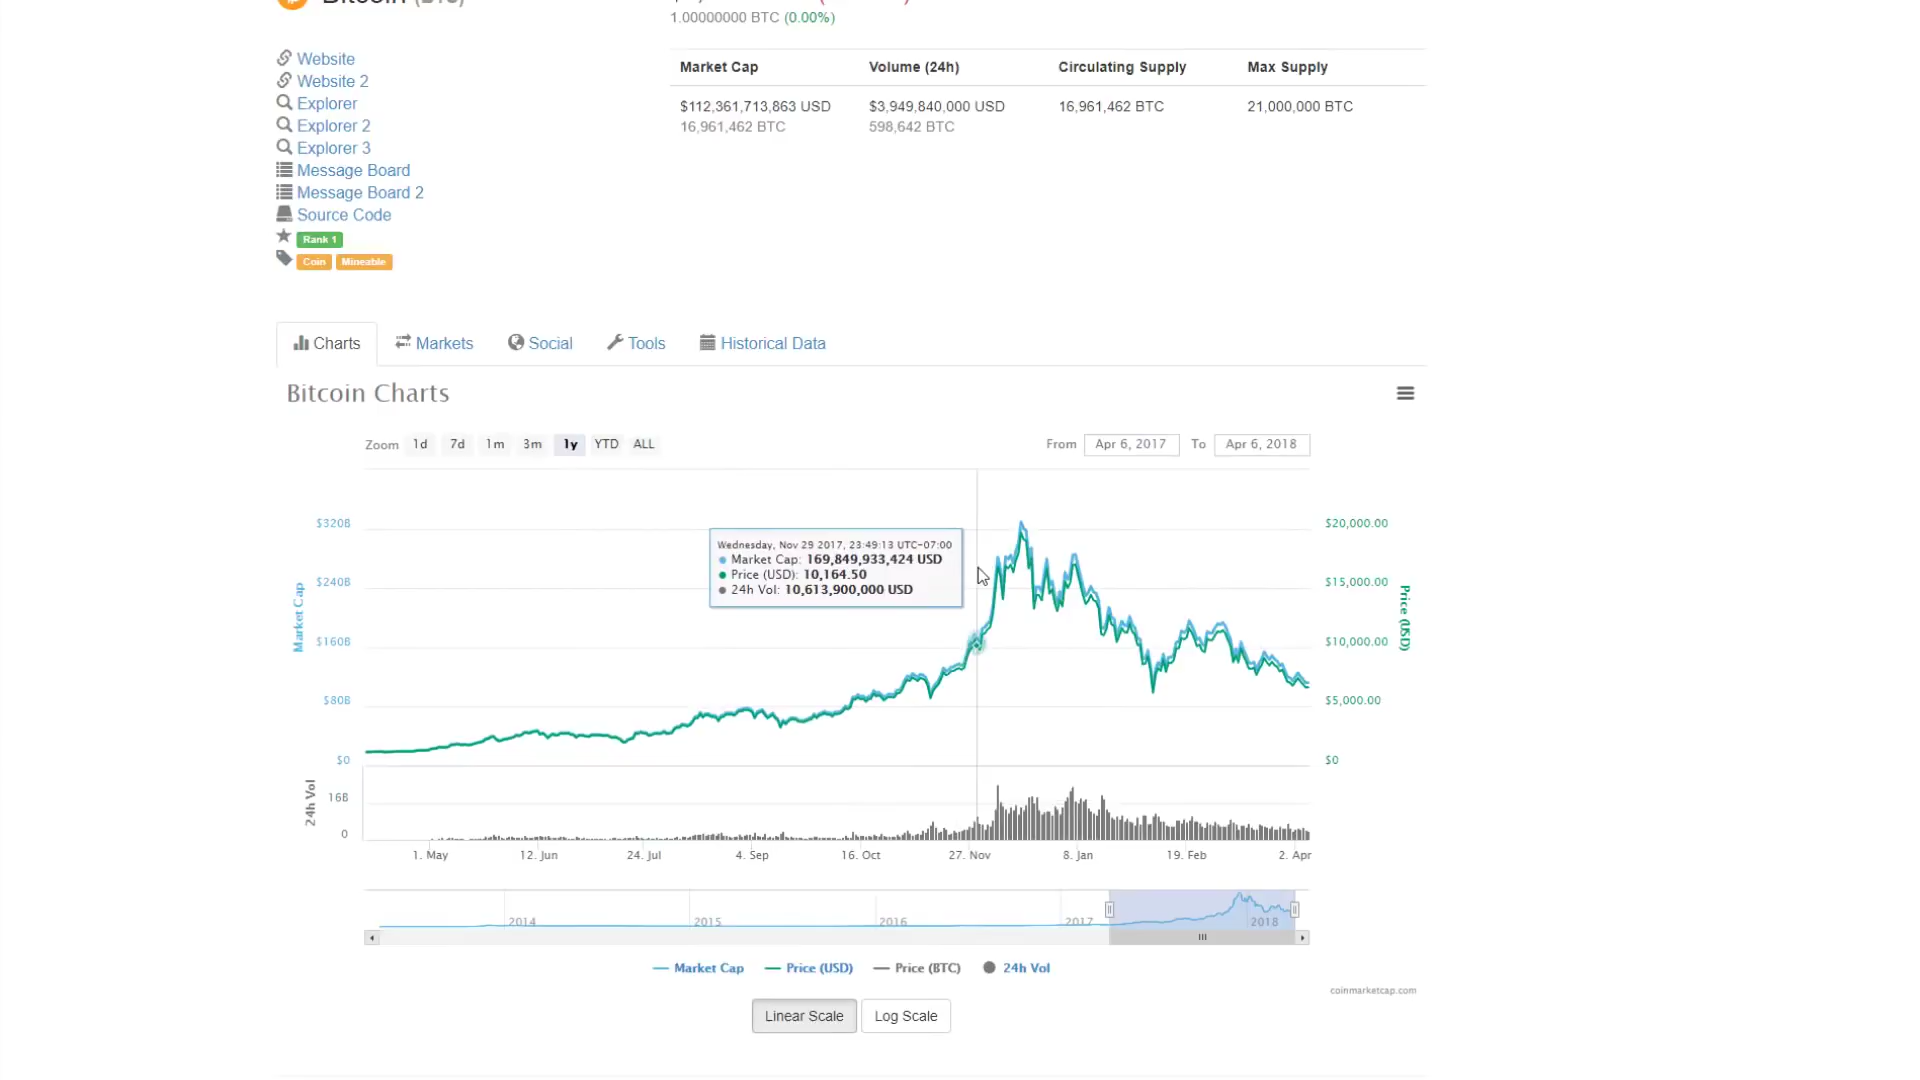 1.00000000 BTC (0.00%)
Website
Website 2
Explorer
Explorer 2
Explorer 3
Message Board
Message Board 2
Source Code
Rank 1
Coin Mineable
Market Cap Volume (24h) Circulating Supply Max Supply
$112,361,713,863 USD $3,949,840,000 USD 16,961,462 BTC 21,000,000 BTC
16,961,462 BTC 598,642 BTC
Charts Markets Social Tools Historical Data
Bitcoin Charts
Zoom 1d 7d 1m 3m 1y YTD ALL From Apr 6, 2017 To Apr 6, 2018
$320B
$240B
$160B
$80B
$0
Market Cap
Wednesday, Nov 29 2017, 23:49:13 UTC-07:00
Market Cap: 169,849,933,424 USD
Price (USD): 10,164.50
24h Vol: 10,613,900,000 USD
$20,000.00
$15,000.00
$10,000.00
$5,000.00
$0
Price (USD)
24h Vol
16B
0
1. May 12. Jun 24. Jul 4. Sep 16. Oct 27. Nov 8. Jan 19. Feb 2. Apr
2014 2015 2016 2017 2018
Market Cap Price (USD) Price (BTC) 24h Vol
coinmarketcap.com
Linear Scale Log Scale